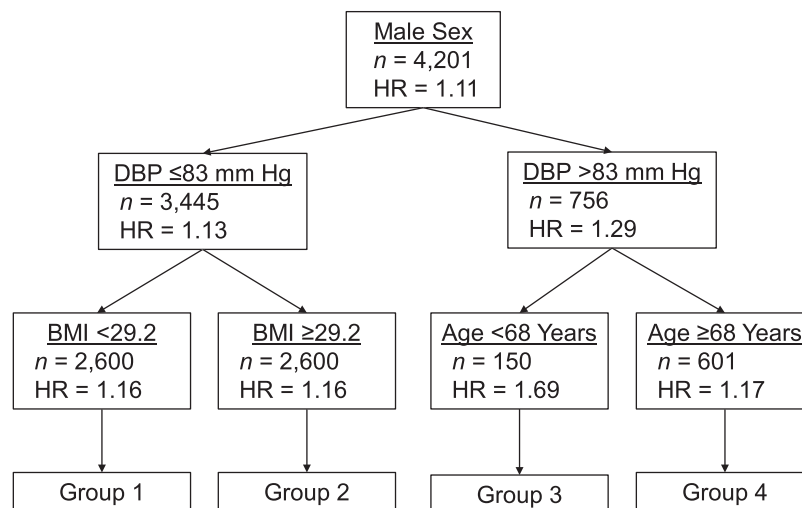 Male Sex
n = 4,201
HR = 1.11
DBP ≤83 mm Hg
n = 3,445
HR = 1.13
DBP >83 mm Hg
n = 756
HR = 1.29
BMI <29.2
n = 2,600
HR = 1.16
BMI ≥29.2
n = 2,600
HR = 1.16
Age <68 Years
n = 150
HR = 1.69
Age ≥68 Years
n = 601
HR = 1.17
Group 1
Group 2
Group 3
Group 4